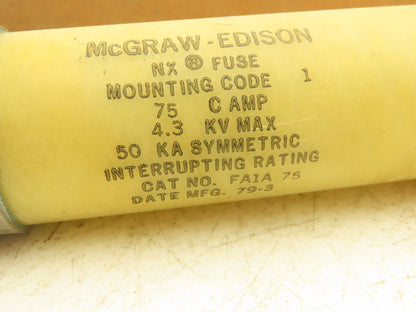 McGRAW-EDISON
NX ® FUSE
MOUNTING CODE 1
75 C AMP
4.3 KV MAX
50 KA SYMMETRIC
INTERRUPTING RATING
CAT NO. FA1A 75
DATE MFG. 79-3